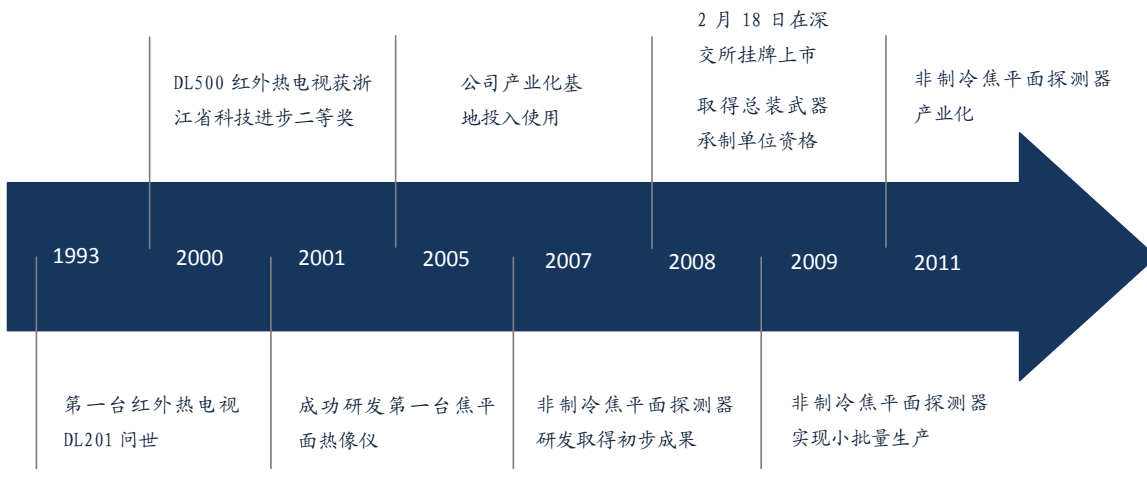 2 月 18 日在深
交所挂牌上市
DL500 红外热电视获浙
江省科技进步二等奖
公司产业化基
地投入使用
取得总装武器
承制单位资格
非制冷焦平面探测器
产业化
1993
2000
2001
2005
2007
2008
2009
2011
第一台红外热电视
DL201 问世
成功研发第一台焦平
面热像仪
非制冷焦平面探测器
研发取得初步成果
非制冷焦平面探测器
实现小批量生产